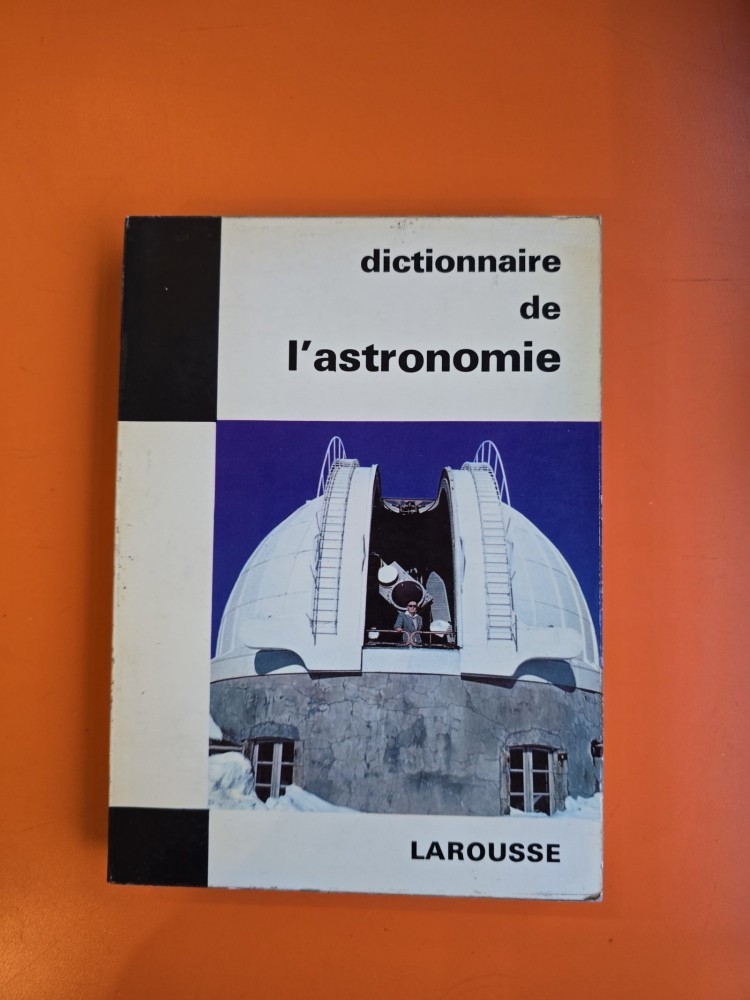 dictionnaire
de
l'astronomie
LAROUSSE